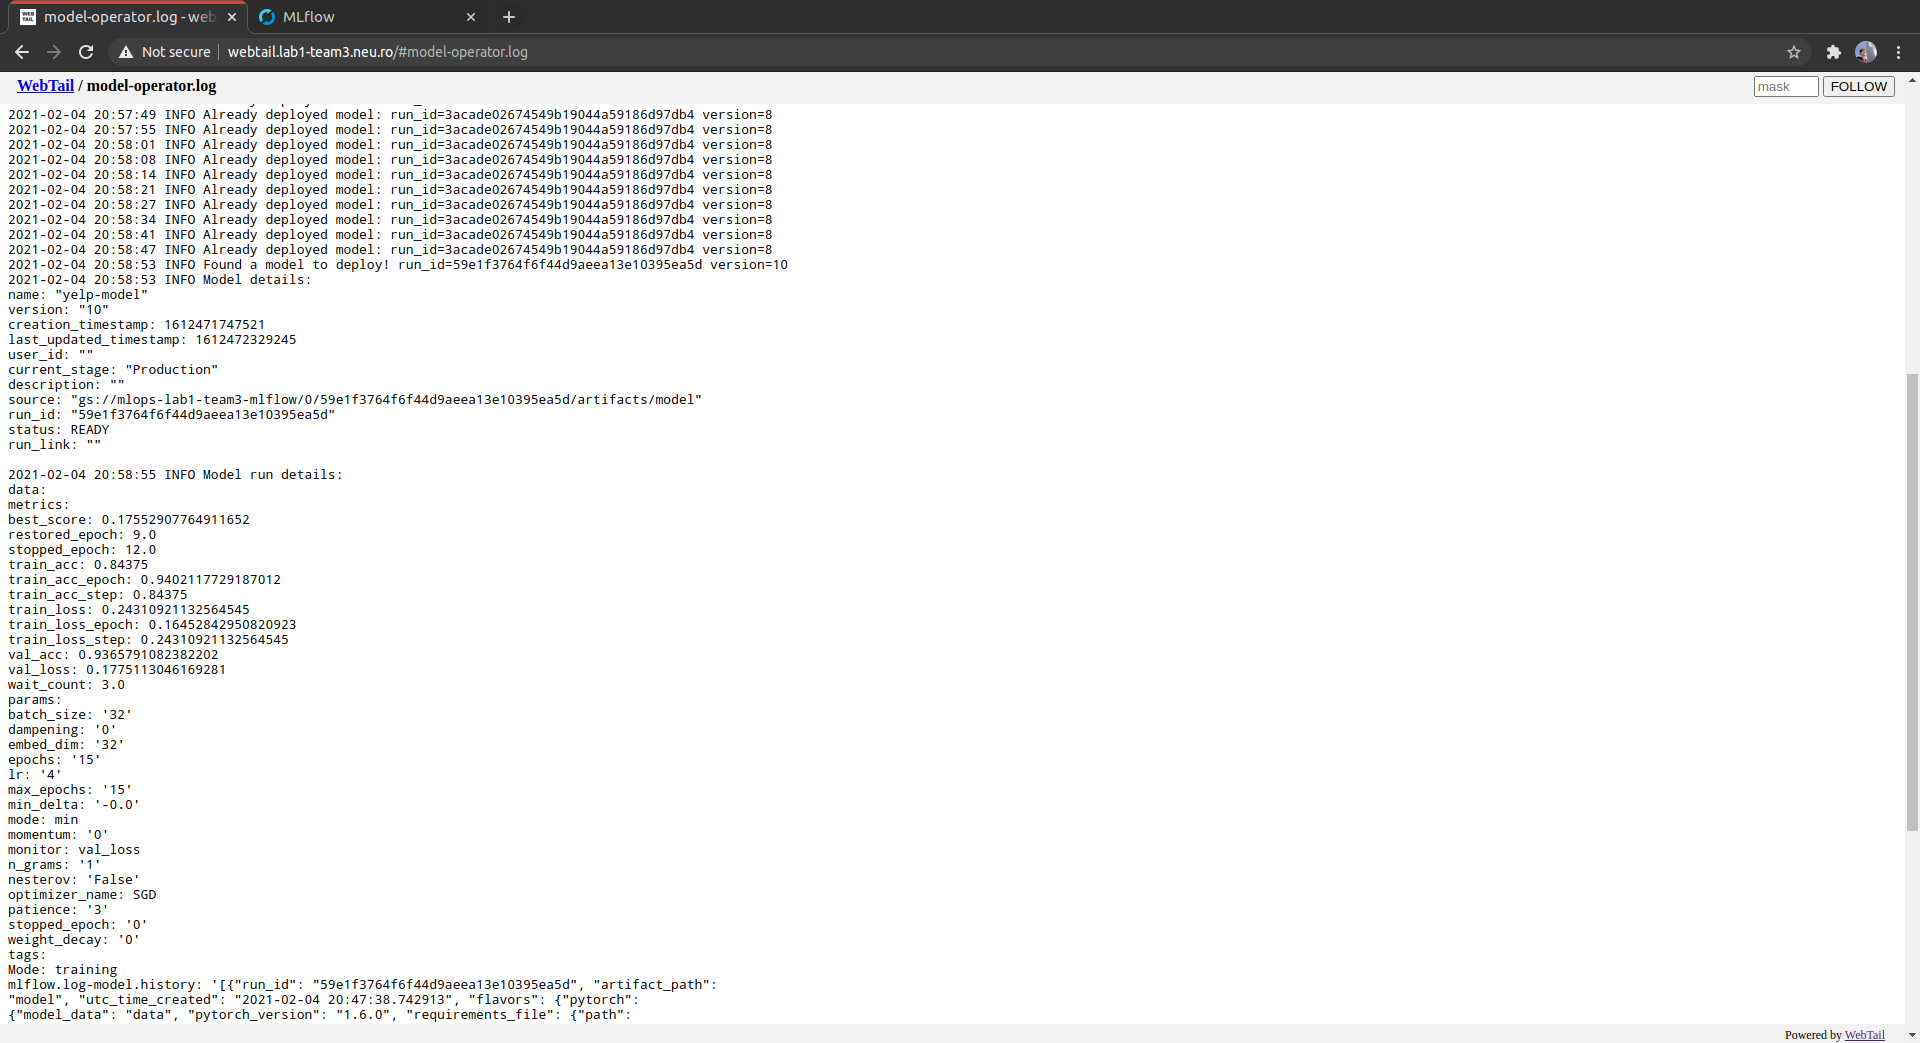 model-operator.log - web
MLflow
Not secure
webtail.lab1-team3.neu.ro/#model-operator.log
WebTail / model-operator.log
mask
FOLLOW
2021-02-04 20:57:49 INFO Already deployed model: run_id=3acade02674549b19044a59186d97db4 version=8
2021-02-04 20:57:55 INFO Already deployed model: run_id=3acade02674549b19044a59186d97db4 version=8
2021-02-04 20:58:01 INFO Already deployed model: run_id=3acade02674549b19044a59186d97db4 version=8
2021-02-04 20:58:08 INFO Already deployed model: run_id=3acade02674549b19044a59186d97db4 version=8
2021-02-04 20:58:14 INFO Already deployed model: run_id=3acade02674549b19044a59186d97db4 version=8
2021-02-04 20:58:21 INFO Already deployed model: run_id=3acade02674549b19044a59186d97db4 version=8
2021-02-04 20:58:27 INFO Already deployed model: run_id=3acade02674549b19044a59186d97db4 version=8
2021-02-04 20:58:34 INFO Already deployed model: run_id=3acade02674549b19044a59186d97db4 version=8
2021-02-04 20:58:41 INFO Already deployed model: run_id=3acade02674549b19044a59186d97db4 version=8
2021-02-04 20:58:47 INFO Already deployed model: run_id=3acade02674549b19044a59186d97db4 version=8
2021-02-04 20:58:53 INFO Found a model to deploy! run_id=59e1f3764f6f44d9aeea13e10395ea5d version=10
2021-02-04 20:58:53 INFO Model details:
name: "yelp-model"
version: "10"
creation_timestamp: 1612471747521
last_updated_timestamp: 1612472329245
user_id: ""
current_stage: "Production"
description: ""
source: "gs://mlops-lab1-team3-mlflow/0/59e1f3764f6f44d9aeea13e10395ea5d/artifacts/model"
run_id: "59e1f3764f6f44d9aeea13e10395ea5d"
status: READY
run_link: ""
2021-02-04 20:58:55 INFO Model run details:
data:
metrics:
best_score: 0.17552907764911652
restored_epoch: 9.0
stopped_epoch: 12.0
train_acc: 0.84375
train_acc_epoch: 0.9402117729187012
train_acc_step: 0.84375
train_loss: 0.24310921132564545
train_loss_epoch: 0.16452842950820923
train_loss_step: 0.24310921132564545
val_acc: 0.9365791082382202
val_loss: 0.1775113046169281
wait_count: 3.0
params:
batch_size: '32'
dampening: '0'
embed_dim: '32'
epochs: '15'
lr: '4'
max_epochs: '15'
min_delta: '-0.0'
mode: min
momentum: '0'
monitor: val_loss
n_grams: '1'
nesterov: 'False'
optimizer_name: SGD
patience: '3'
stopped_epoch: '0'
weight_decay: '0'
tags:
Mode: training
mlflow.log-model.history: '[{"run_id": "59e1f3764f6f44d9aeea13e10395ea5d", "artifact_path":
"model", "utc_time_created": "2021-02-04 20:47:38.742913", "flavors": {"pytorch":
{"model_data": "data", "pytorch_version": "1.6.0", "requirements_file": {"path":
Powered by WebTail